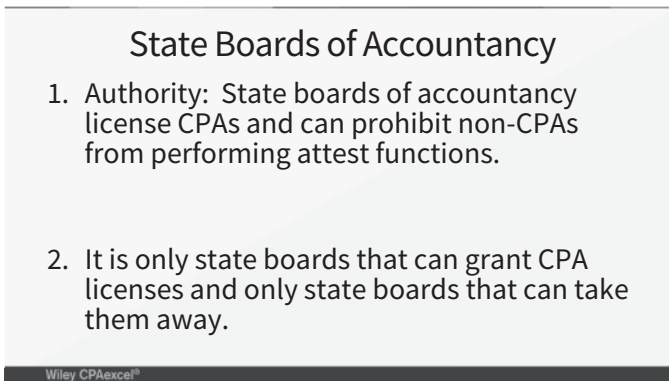 State Boards of Accountancy
1. Authority: State boards of accountancy
license CPAs and can prohibit non-CPAs
from performing attest functions.
2. It is only state boards that can grant CPA
licenses and only state boards that can take
them away.
Wiley CPAexcel®